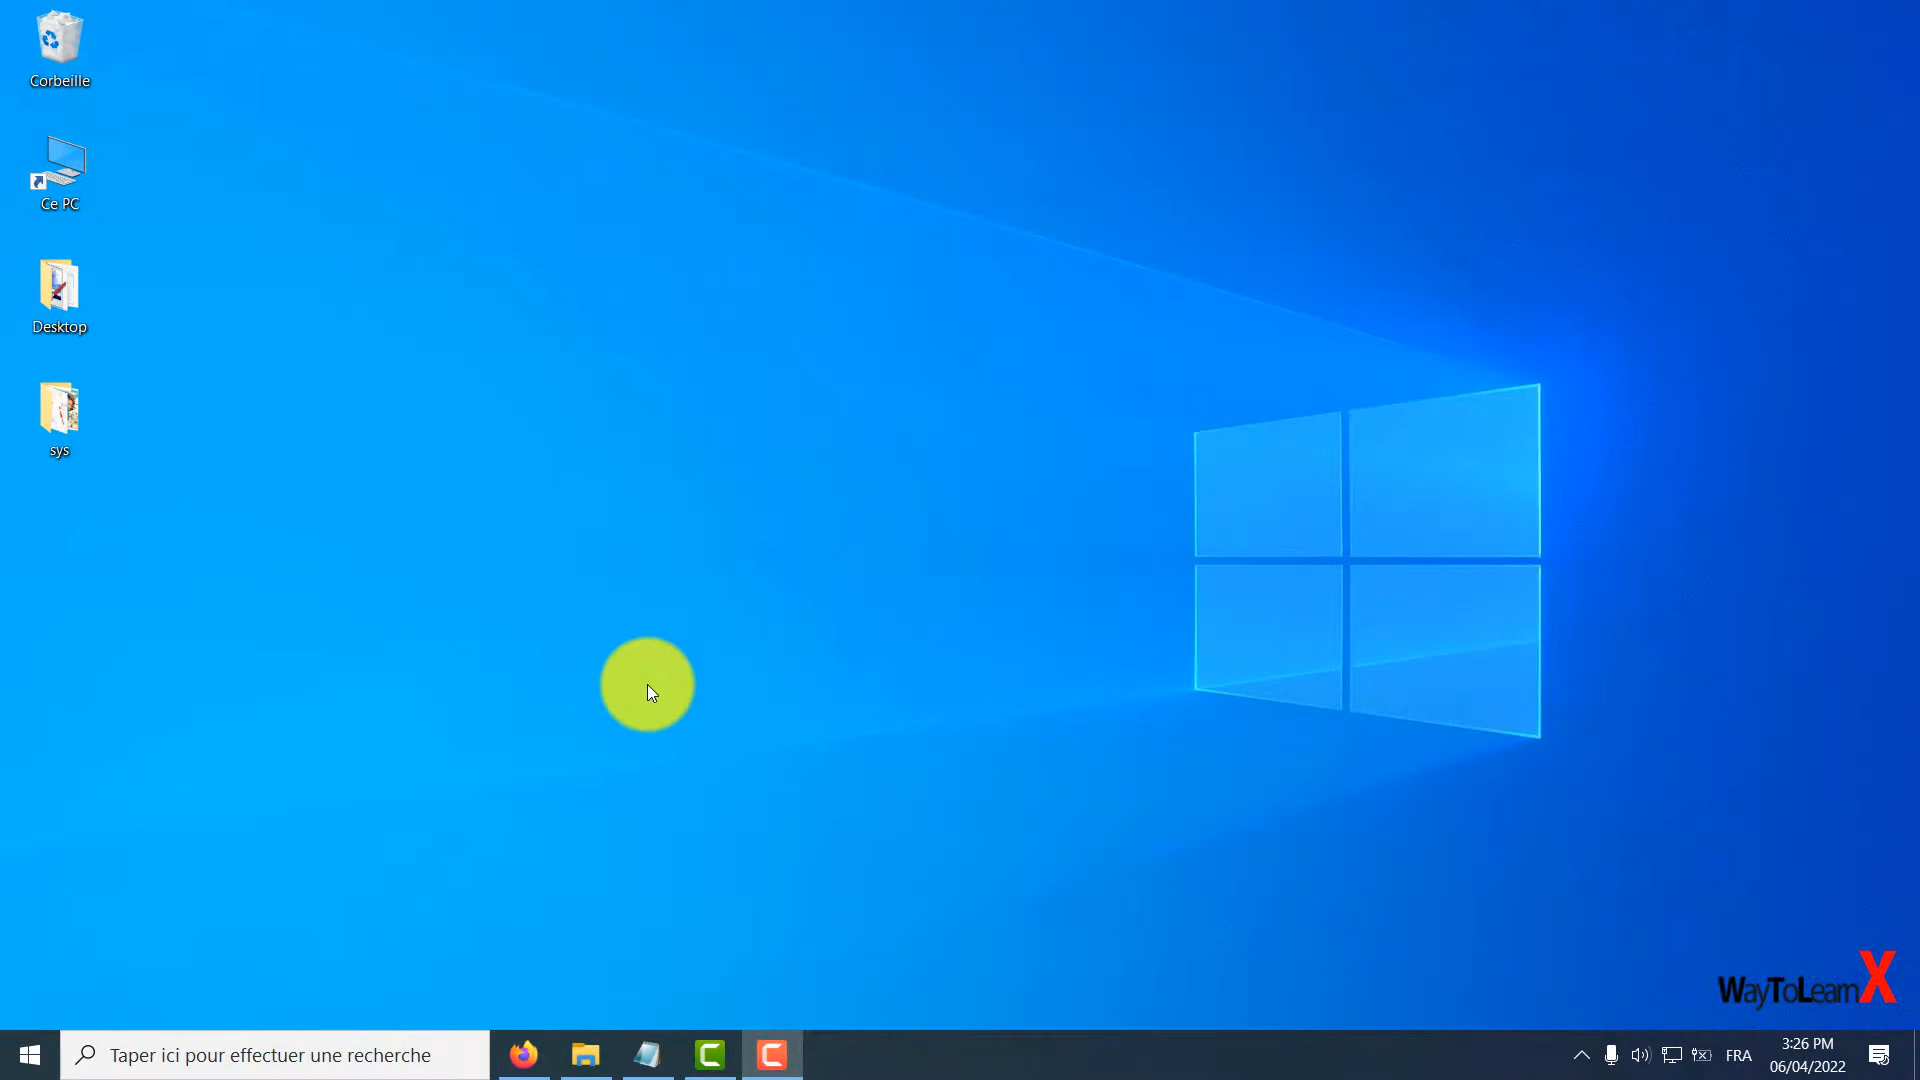 Corbeille
Ce PC
Desktop
sys
WayToLearnX
Taper ici pour effectuer une recherche
FRA
3:26 PM
06/04/2022